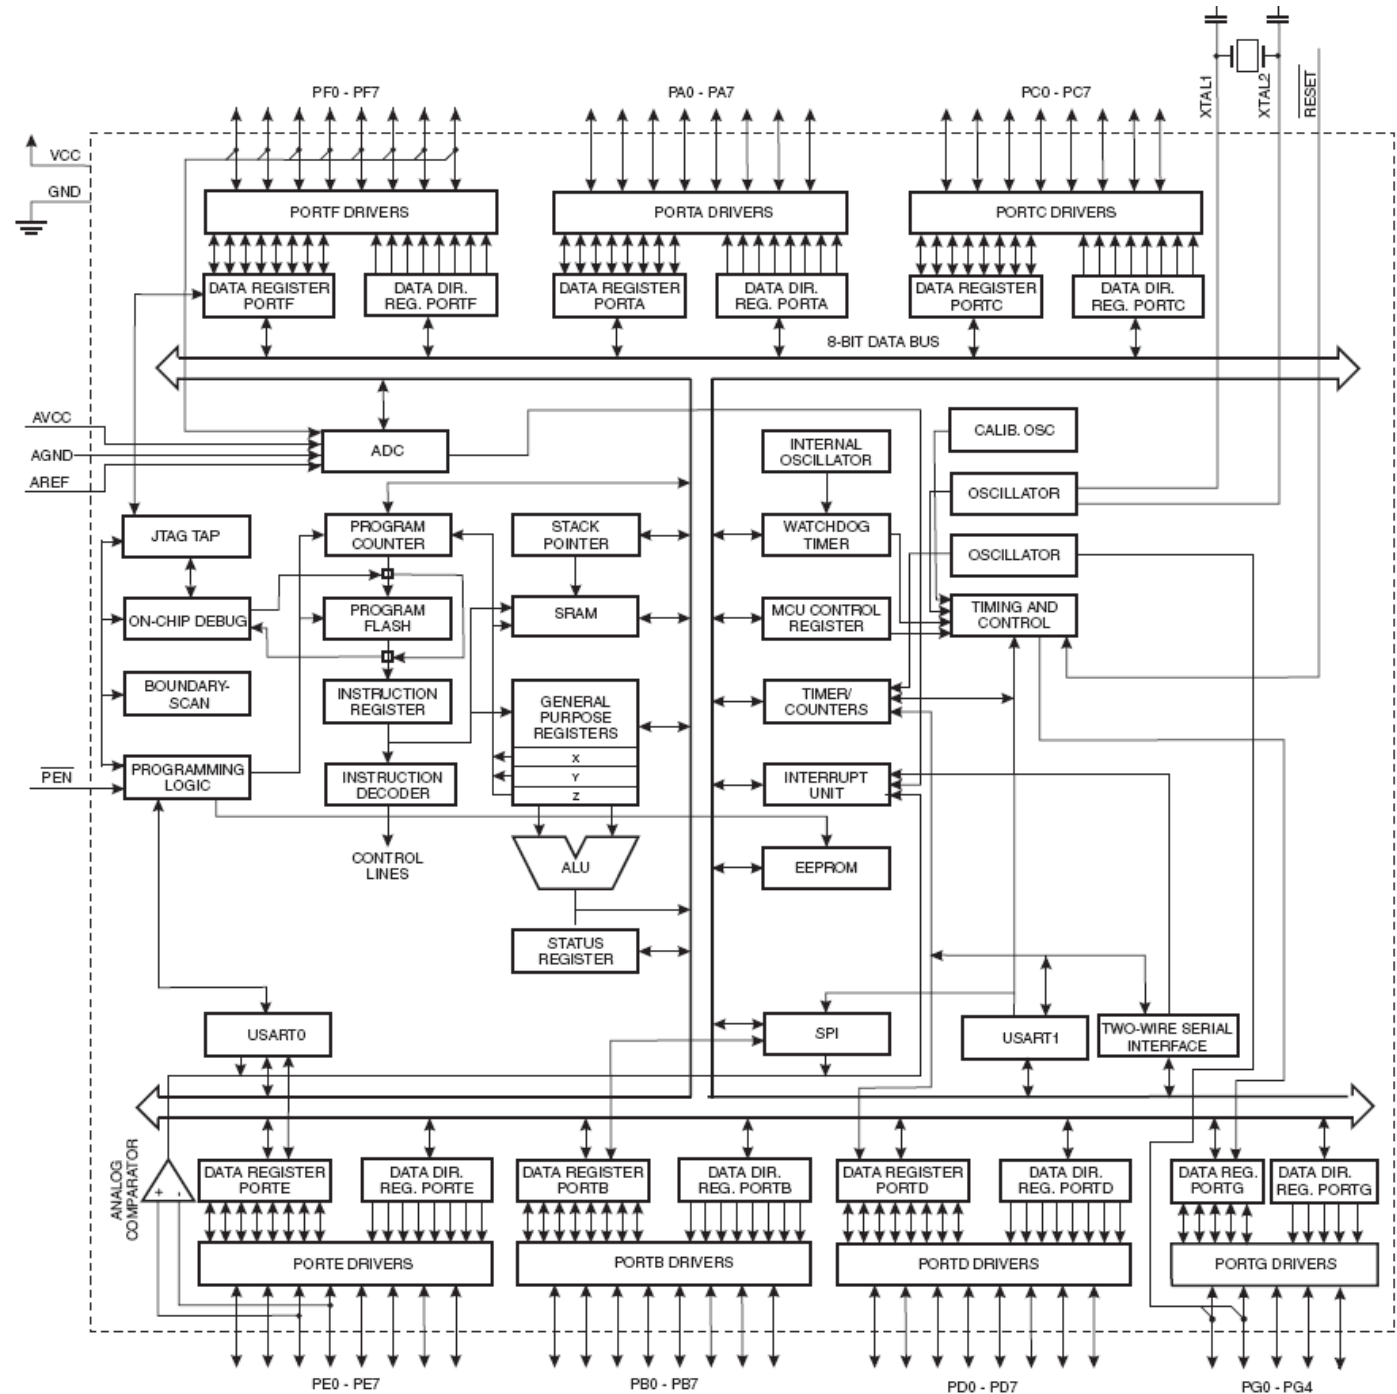 XTAL1
XTAL2
RESET
PF0 - PF7
PA0 - PA7
PC0 - PC7
VCC
GND
PORTF DRIVERS
PORTA DRIVERS
PORTC DRIVERS
DATA REGISTER
PORTF
DATA DIR.
REG. PORTF
DATA REGISTER
PORTA
DATA DIR.
REG. PORTA
DATA REGISTER
PORTC
DATA DIR.
REG. PORTC
8-BIT DATA BUS
AVCC
AGND
AREF
ADC
INTERNAL
OSCILLATOR
CALIB. OSC
OSCILLATOR
JTAG TAP
PROGRAM
COUNTER
STACK
POINTER
WATCHDOG
TIMER
OSCILLATOR
ON-CHIP DEBUG
PROGRAM
FLASH
SRAM
MCU CONTROL
REGISTER
TIMING AND
CONTROL
BOUNDARY-
SCAN
INSTRUCTION
REGISTER
GENERAL
PURPOSE
REGISTERS
X
Y
Z
TIMER/
COUNTERS
PEN
PROGRAMMING
LOGIC
INSTRUCTION
DECODER
INTERRUPT
UNIT
CONTROL
LINES
ALU
EEPROM
STATUS
REGISTER
USART0
SPI
USART1
TWO-WIRE SERIAL
INTERFACE
ANALOG
COMPARATOR
+
-
DATA REGISTER
PORTE
DATA DIR.
REG. PORTE
DATA REGISTER
PORTB
DATA DIR.
REG. PORTB
DATA REGISTER
PORTD
DATA DIR.
REG. PORTD
DATA REG.
PORTG
DATA DIR.
REG. PORTG
PORTE DRIVERS
PORTB DRIVERS
PORTD DRIVERS
PORTG DRIVERS
PE0 - PE7
PB0 - PB7
PD0 - PD7
PG0 - PG4